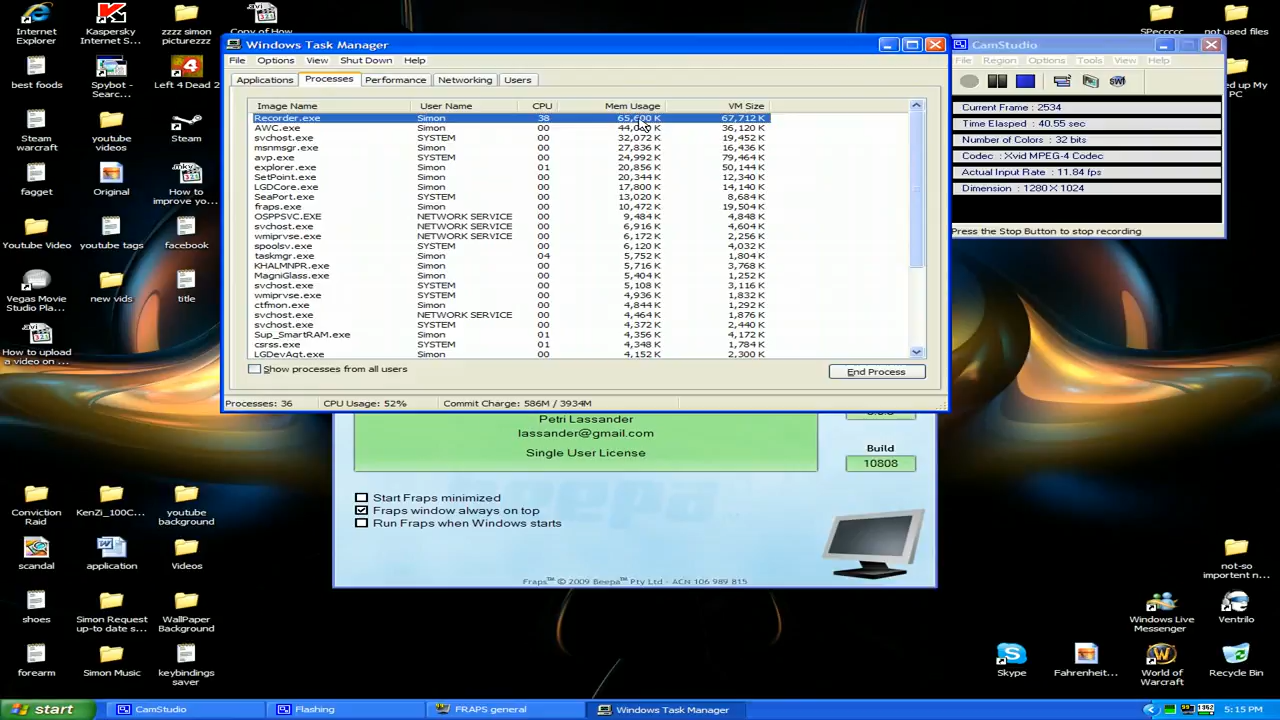 Internet
Explorer
Kaspersky
Internet S...
zzzz simon
picturezz
Copy of How
SPeccccc
not used files
best foods
Spybot -
Searc...
Left 4 Dead 2
ed up My
PC
Steam
warcraft
youtube
videos
Steam
fagget
Original
How to
improve yo...
Youtube Video
youtube tags
facebook
Vegas Movie
Studio Pla...
new vids
title
How to upload
a video on ...
Windows Task Manager
File Options View Shut Down Help
Applications Processes Performance Networking Users
Image Name User Name CPU Mem Usage VM Size
Recorder.exe Simon 38 65,600 K 67,712 K
AWC.exe Simon 00 K 36,120 K
svchost.exe SYSTEM 00 32,072 K 19,452 K
msnmsgr.exe Simon 00 27,836 K 16,436 K
avp.exe SYSTEM 00 24,992 K 79,464 K
explorer.exe Simon 01 20,856 K 50,144 K
SetPoint.exe Simon 00 20,344 K 12,340 K
LGDCore.exe Simon 00 17,800 K 14,140 K
SeaPort.exe SYSTEM 00 13,020 K 8,684 K
fraps.exe Simon 00 10,472 K 19,504 K
OSPPSVC.EXE NETWORK SERVICE 00 9,484 K 4,848 K
svchost.exe NETWORK SERVICE 00 6,916 K 4,604 K
wmiprvse.exe NETWORK SERVICE 00 6,172 K 2,256 K
spoolsv.exe SYSTEM 00 6,120 K 4,032 K
taskmgr.exe Simon 04 5,752 K 1,804 K
KHALMNPR.exe Simon 00 5,716 K 3,768 K
MagniGlass.exe Simon 00 5,404 K 1,252 K
svchost.exe SYSTEM 00 5,108 K 3,116 K
wmiprvse.exe SYSTEM 00 4,936 K 1,832 K
ctfmon.exe Simon 00 4,844 K 1,292 K
svchost.exe NETWORK SERVICE 00 4,464 K 1,876 K
svchost.exe SYSTEM 00 4,372 K 2,440 K
Sup_SmartRAM.exe Simon 01 4,356 K 4,172 K
csrss.exe SYSTEM 01 4,348 K 1,784 K
LGDevAgt.exe Simon 00 4,152 K 2,300 K
Show processes from all users
End Process
Processes: 36 CPU Usage: 52% Commit Charge: 586M / 3934M
CamStudio
File Region Options Tools View Help
SWF
Current Frame : 2534
Time Elasped : 40.55 sec
Number of Colors : 32 bits
Codec : Xvid MPEG-4 Codec
Actual Input Rate : 11.84 fps
Dimension : 1280 X 1024
Press the Stop Button to stop recording
Petri Lassander
lassander@gmail.com
Single User License
Build
10808
Start Fraps minimized
Fraps window always on top
Run Fraps when Windows starts
Fraps™ © 2009 Beepa™ Pty Ltd - ACN 106 989 815
Conviction
Raid
KenZi_100C...
youtube
background
scandal
application
Videos
shoes
Simon Request
up-to date s...
WallPaper
Background
forearm
Simon Music
keybindings
saver
not-so
importent n...
Windows Live
Messenger
Ventrilo
Skype
Fahrenheit...
World of
Warcraft
Recycle Bin
start
CamStudio
Flashing
FRAPS general
Windows Task Manager
5:15 PM